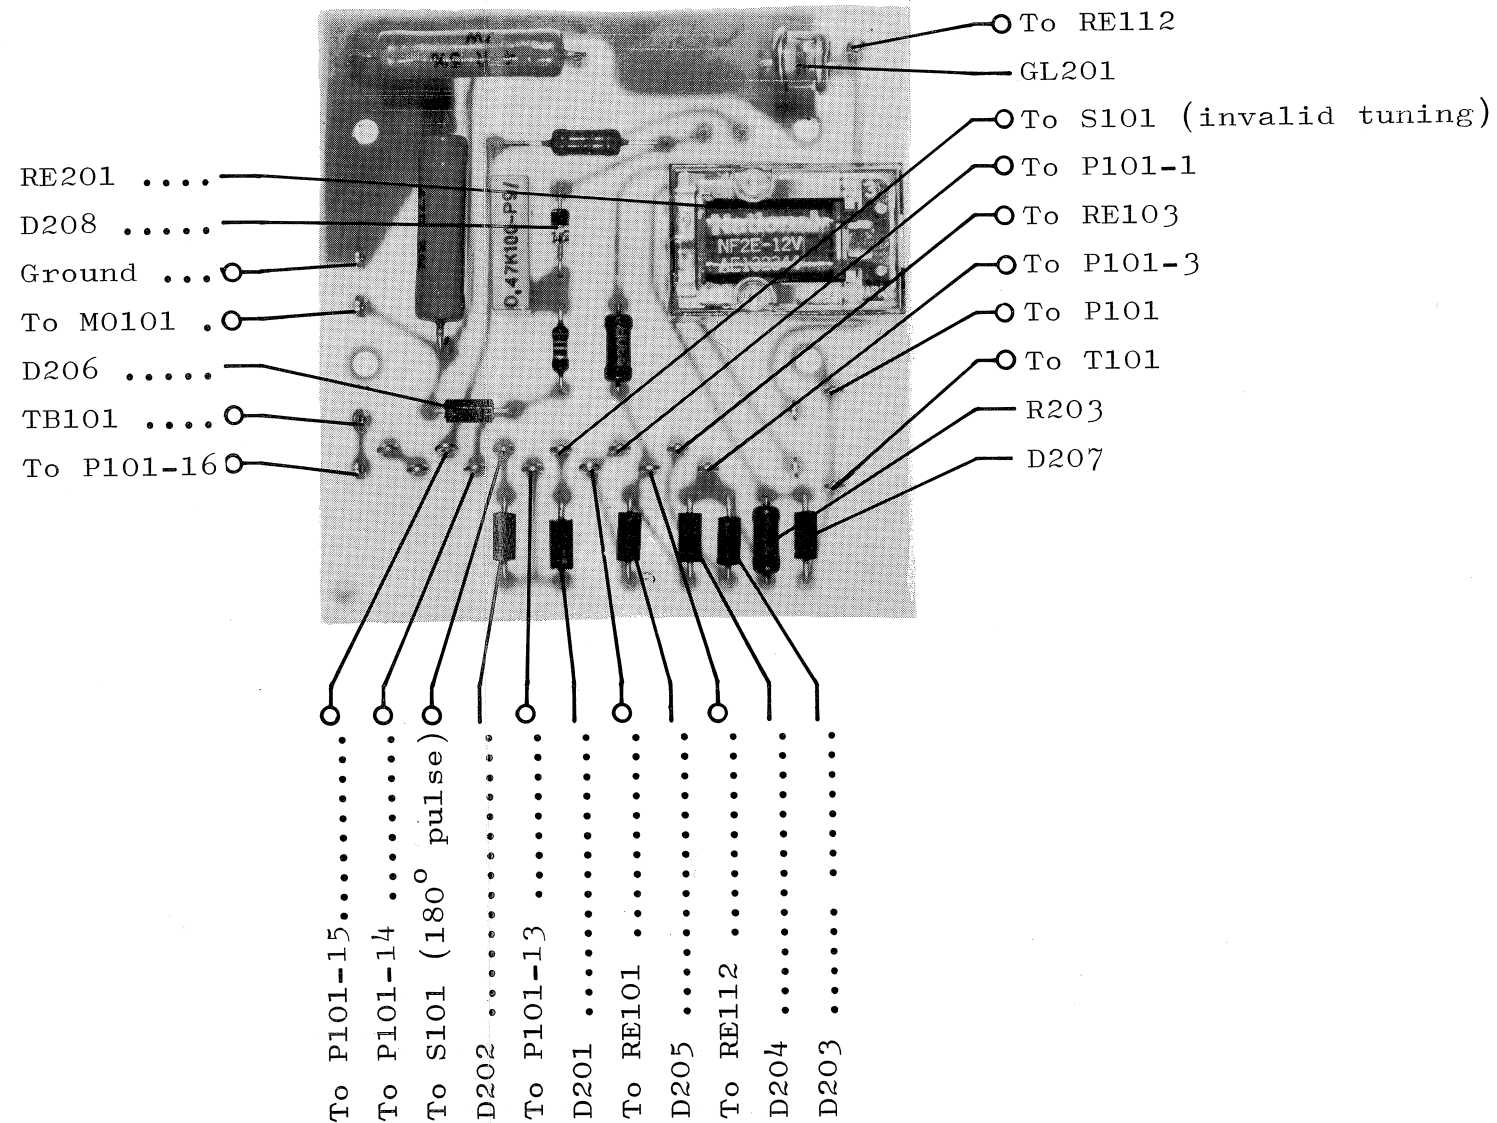 To RE112
GL201
To S101 (invalid tuning)
To P101-1
To RE103
To P101-3
To P101
To T101
R203
D207
RE201 ....
D208 .....
Ground ...
To MO101 .
D206 .....
TB101 ....
To P101-16
5%
0.47K100-P9/
National
NF2E-12V
To P101-15..........
To P101-14 .........
To S101 (180° pulse)
D202 ...............
To P101-13 .........
D201 ...............
To RE101 ...........
D205 ...............
To RE112 ...........
D204 ...............
D203 ...............